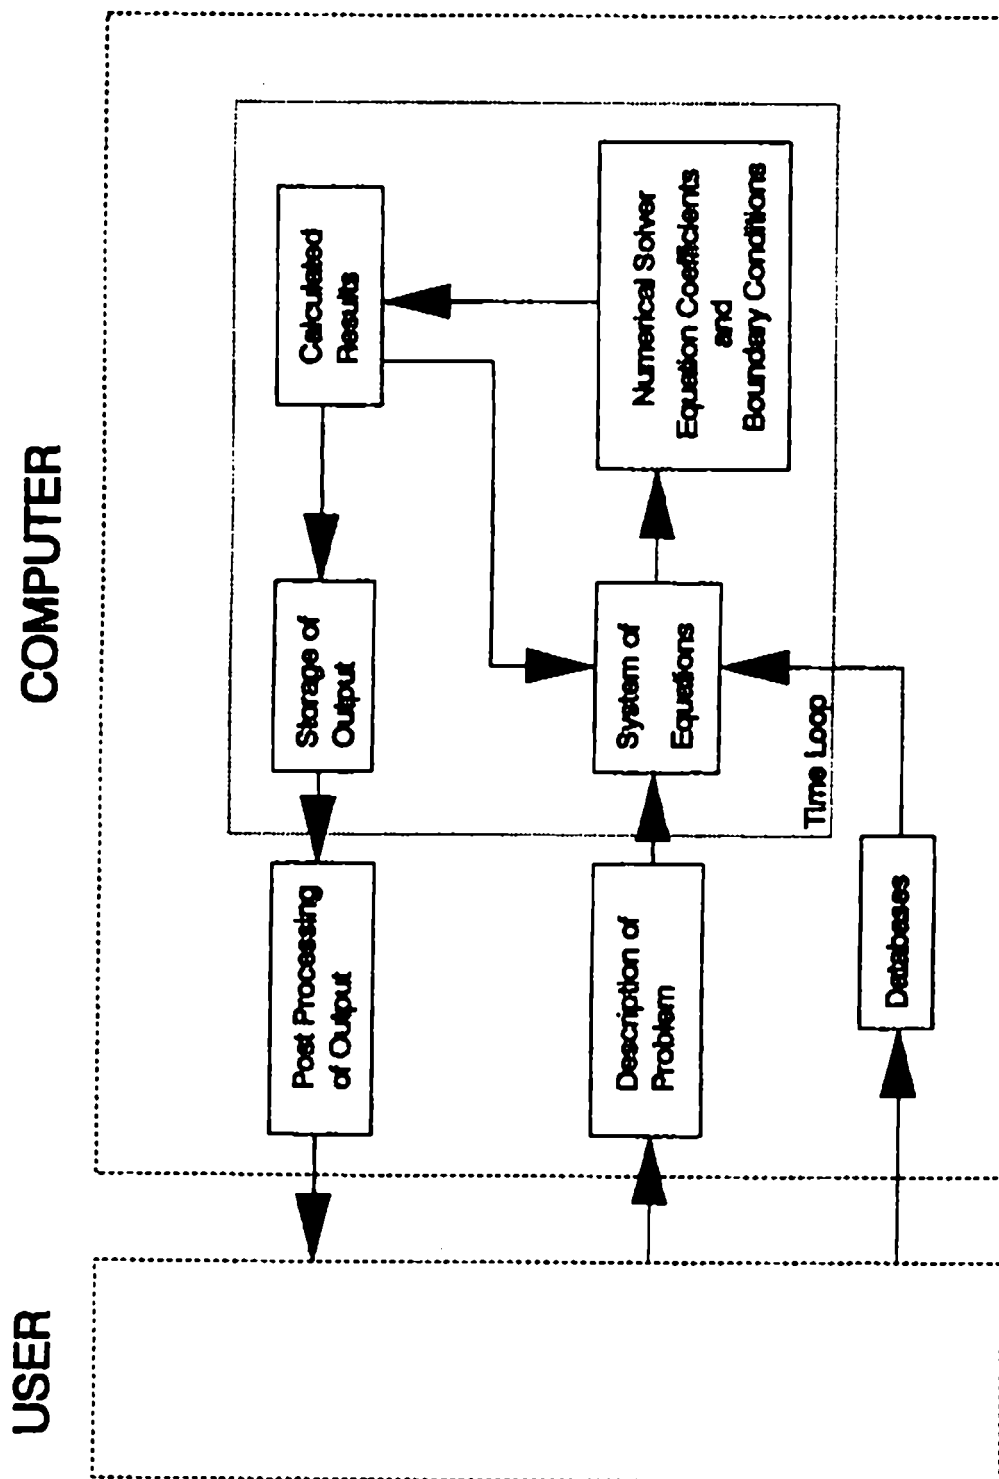 USER
COMPUTER
Post Processing
of Output
Storage of
Output
Calculated
Results
Description of
Problem
System of
Equations
Numerical Solver
Equation Coefficients
and
Boundary Conditions
Time Loop
Databases